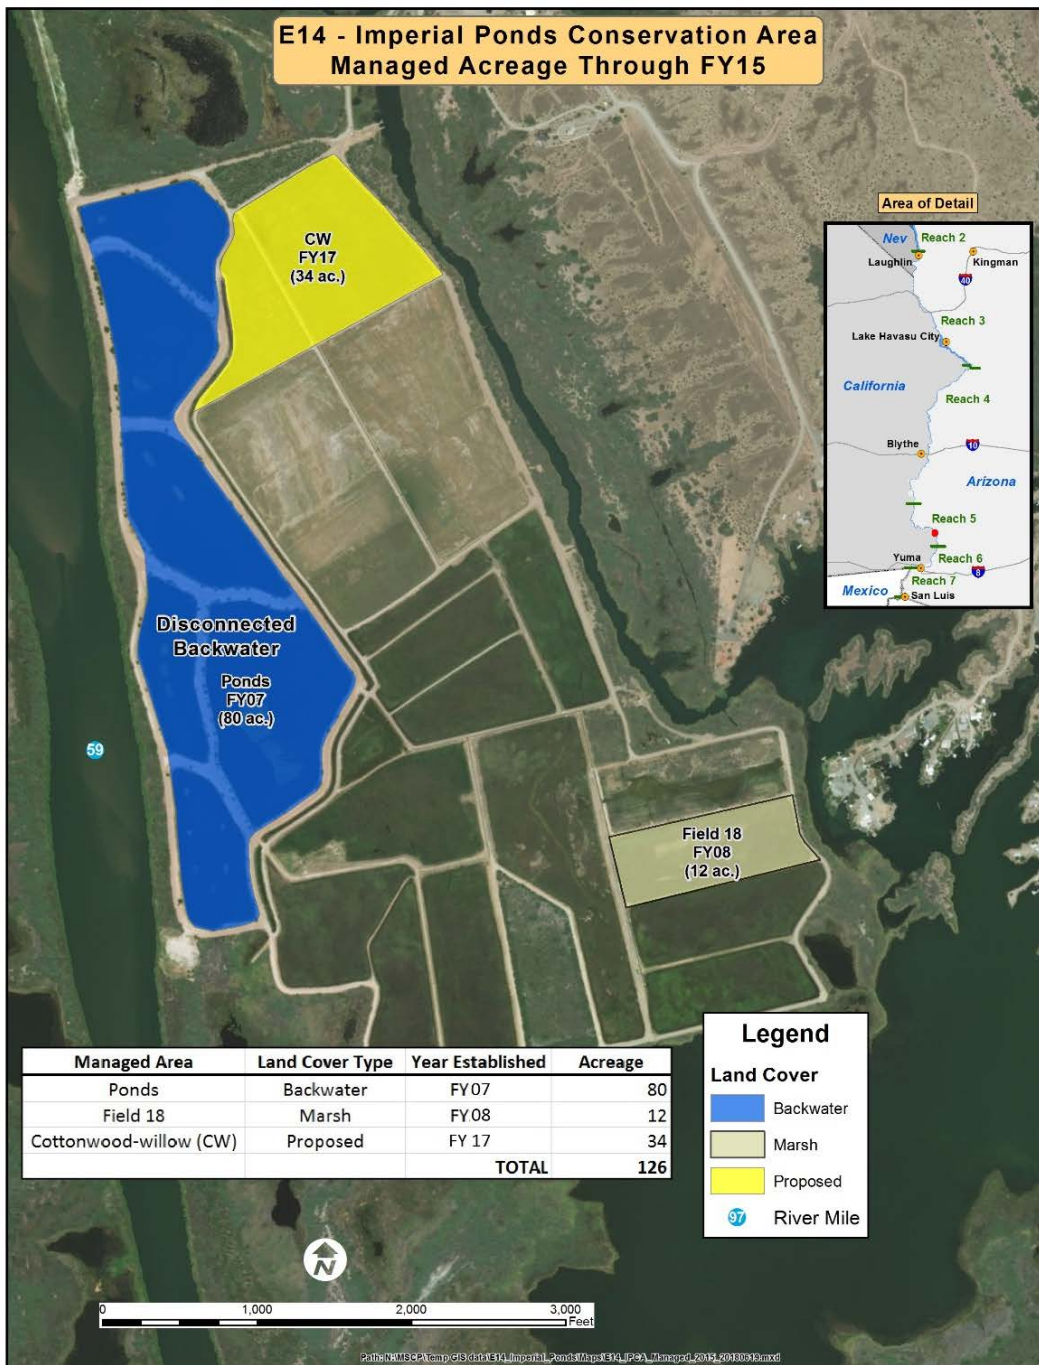 E14 - Imperial Ponds Conservation Area
Managed Acreage Through FY15
CW
FY17
(34 ac.)
Area of Detail
Nev
Reach 2
Laughlin
Kingman
40
Reach 3
Lake Havasu City
California
Reach 4
Blythe
10
Arizona
Reach 5
Yuma
Reach 6
8
Reach 7
Mexico
San Luis
Disconnected
Backwater
Ponds
FY07
(80 ac.)
59
Field 18
FY08
(12 ac.)
Managed Area Land Cover Type Year Established Acreage
Ponds Backwater FY07 80
Field 18 Marsh FY08 12
Cottonwood-willow (CW) Proposed FY 17 34
TOTAL 126
Legend
Land Cover
Backwater
Marsh
Proposed
97 River Mile
N
0 1,000 2,000 3,000
Feet